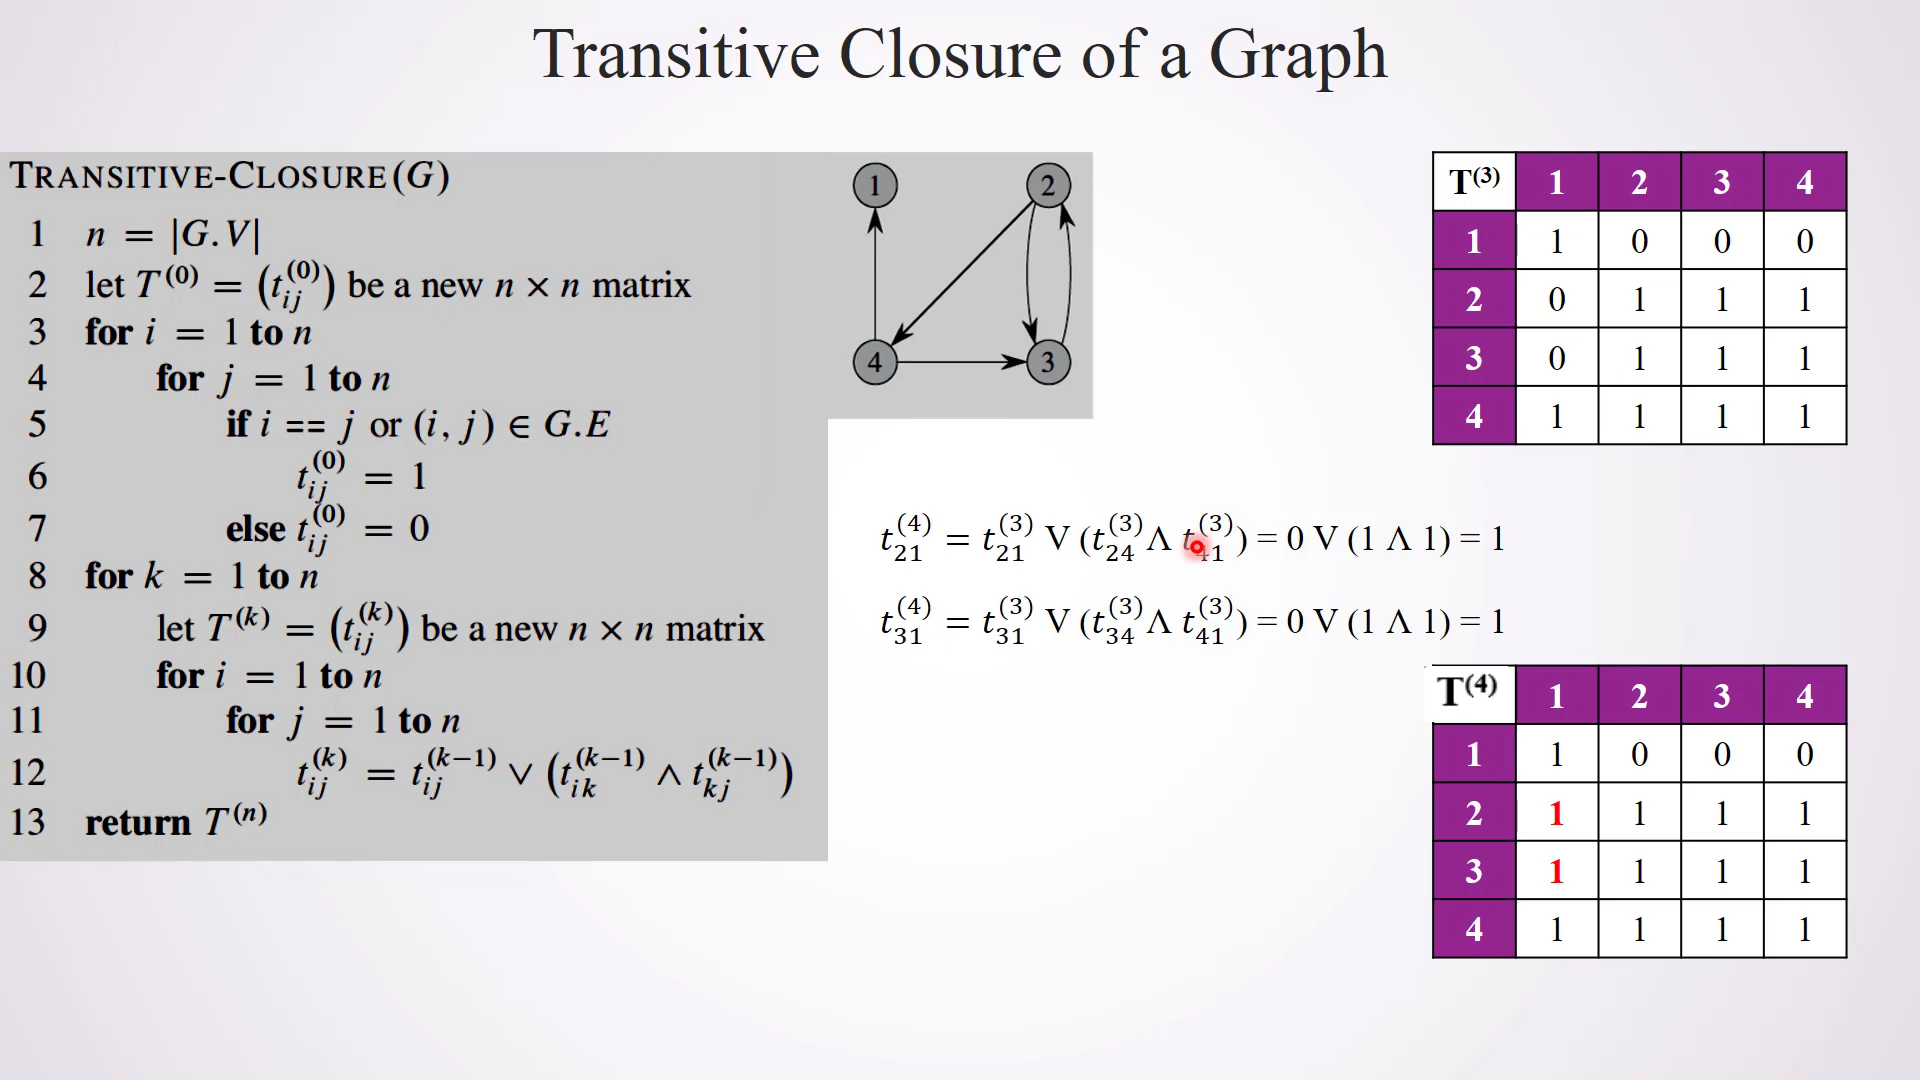 Transitive Closure of a Graph
TRANSITIVE-CLOSURE(G)
1 n = |G.V|
2 let T^(0) = (t_ij^(0)) be a new n × n matrix
3 for i = 1 to n
4 for j = 1 to n
5 if i == j or (i, j) ∈ G.E
6 t_ij^(0) = 1
7 else t_ij^(0) = 0
8 for k = 1 to n
9 let T^(k) = (t_ij^(k)) be a new n × n matrix
10 for i = 1 to n
11 for j = 1 to n
12 t_ij^(k) = t_ij^(k−1) ∨ (t_ik^(k−1) ∧ t_kj^(k−1))
13 return T^(n)
1 2
4 3
T^(3) 1 2 3 4
1 1 0 0 0
2 0 1 1 1
3 0 1 1 1
4 1 1 1 1
t_21^(4) = t_21^(3) V (t_24^(3) Λ t_41^(3)) = 0 V (1 Λ 1) = 1
t_31^(4) = t_31^(3) V (t_34^(3) Λ t_41^(3)) = 0 V (1 Λ 1) = 1
T^(4) 1 2 3 4
1 1 0 0 0
2 1 1 1 1
3 1 1 1 1
4 1 1 1 1